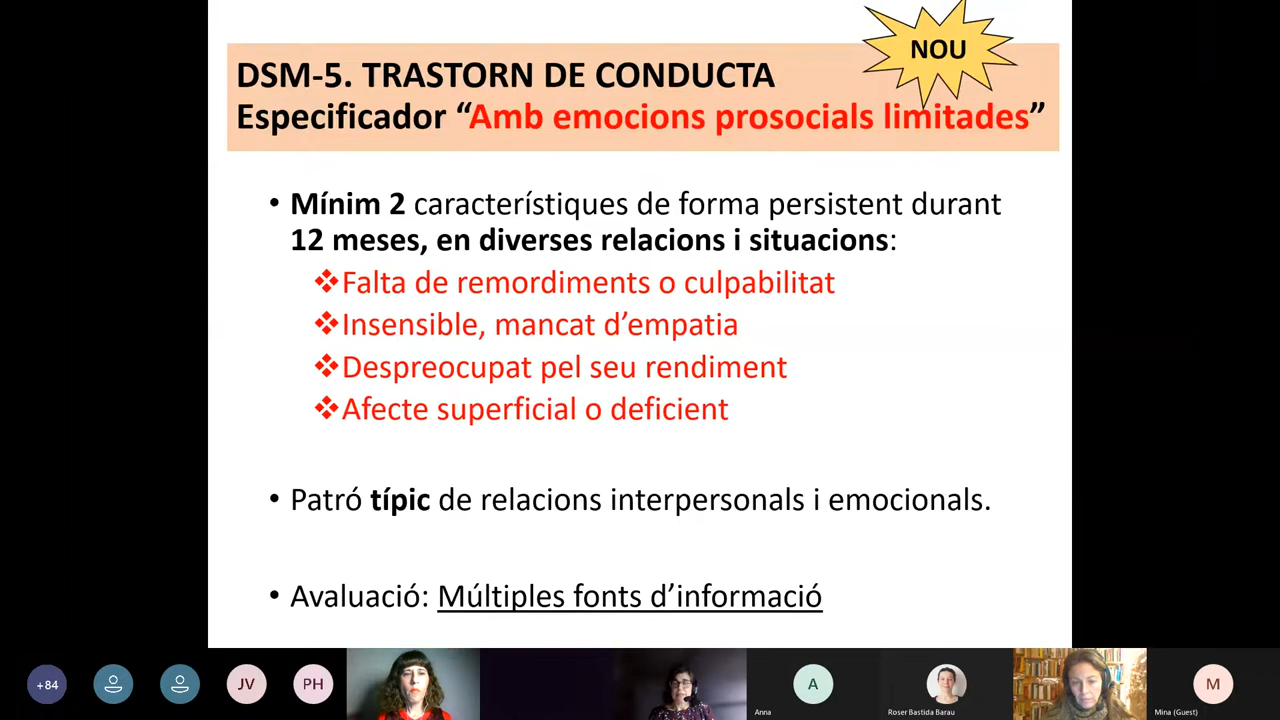 NOU
DSM-5. TRASTORN DE CONDUCTA
Especificador “Amb emocions prosocials limitades”
• Mínim 2 característiques de forma persistent durant
12 meses, en diverses relacions i situacions:
❖Falta de remordiments o culpabilitat
❖Insensible, mancat d’empatia
❖Despreocupat pel seu rendiment
❖Afecte superficial o deficient
• Patró típic de relacions interpersonals i emocionals.
• Avaluació: Múltiples fonts d’informació
+84
JV
PH
A
M
Anna
Roser Bastida Barau
Mina (Guest)